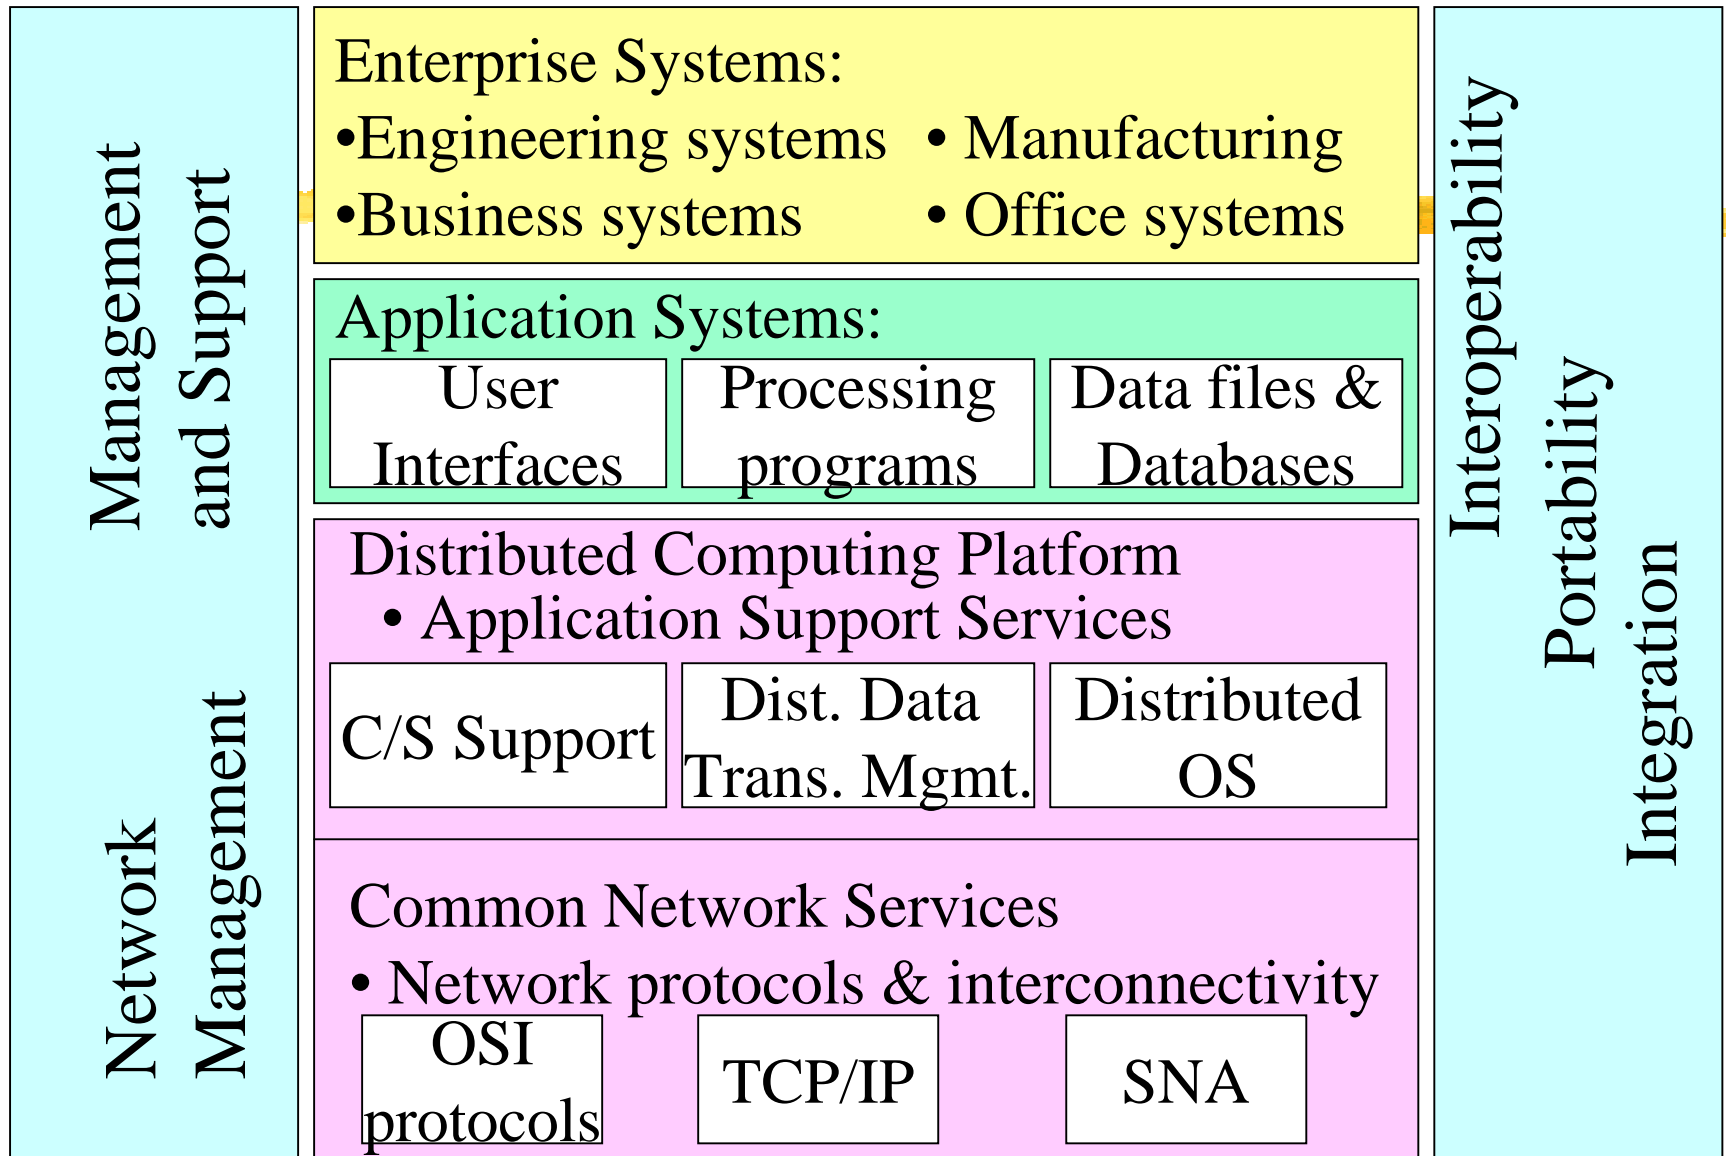 Management
and Support
Network
Management
Enterprise Systems:
•Engineering systems • Manufacturing
•Business systems • Office systems
Application Systems:
User
Interfaces
Processing
programs
Data files &
Databases
Distributed Computing Platform
• Application Support Services
C/S Support
Dist. Data
Trans. Mgmt.
Distributed
OS
Common Network Services
• Network protocols & interconnectivity
OSI
protocols
TCP/IP
SNA
Interoperability
Portability
Integration